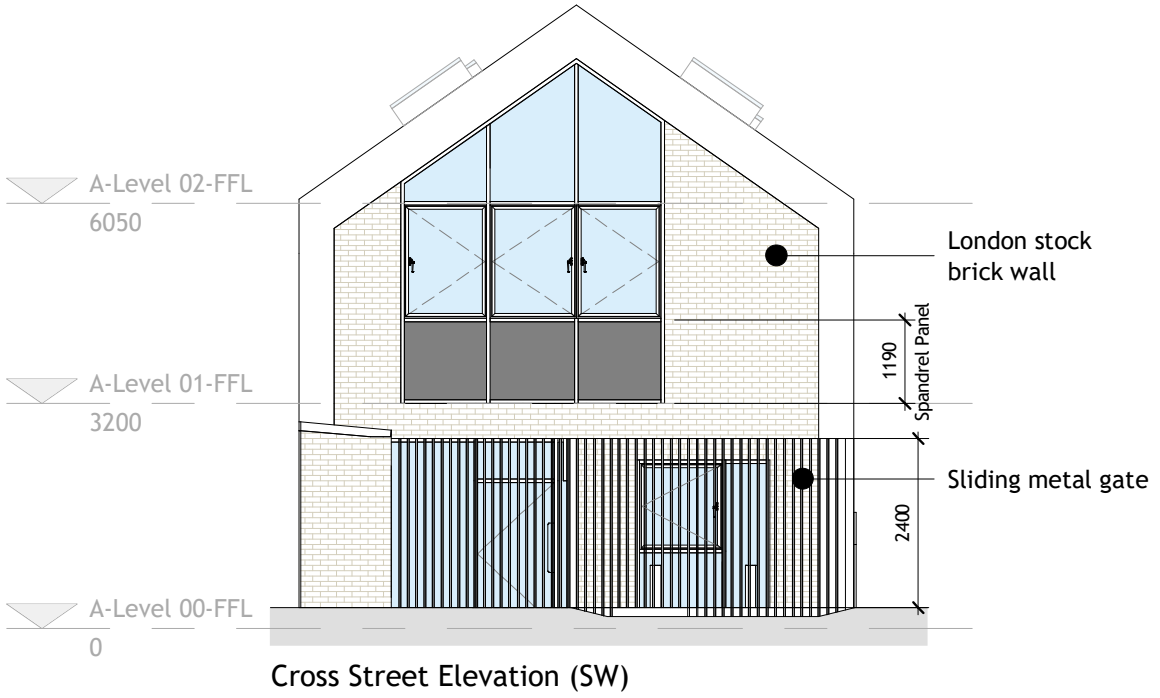 A-Level 02-FFL
6050
London stock
brick wall
Spandrel Panel
1190
A-Level 01-FFL
3200
Sliding metal gate
2400
A-Level 00-FFL
0
Cross Street Elevation (SW)